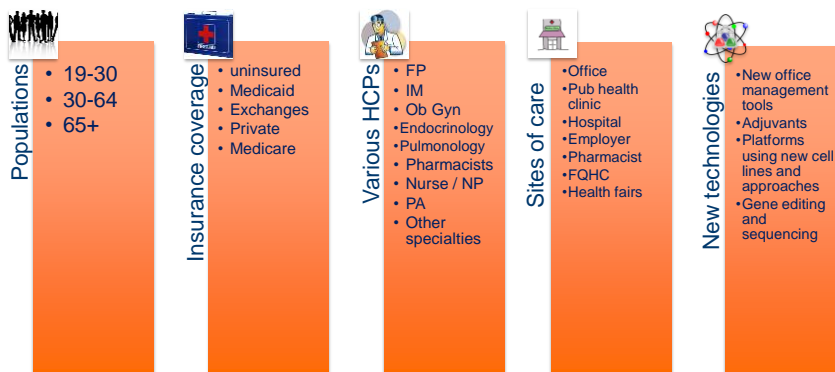 Populations
• 19-30
• 30-64
• 65+
Insurance coverage
• uninsured
• Medicaid
• Exchanges
• Private
• Medicare
Various HCPs
• FP
• IM
• Ob Gyn
•Endocrinology
•Pulmonology
• Pharmacists
• Nurse / NP
• PA
• Other
specialties
Sites of care
•Office
•Pub health
clinic
•Hospital
•Employer
•Pharmacist
•FQHC
•Health fairs
New technologies
•New office
management
tools
•Adjuvants
•Platforms
using new cell
lines and
approaches
•Gene editing
and
sequencing